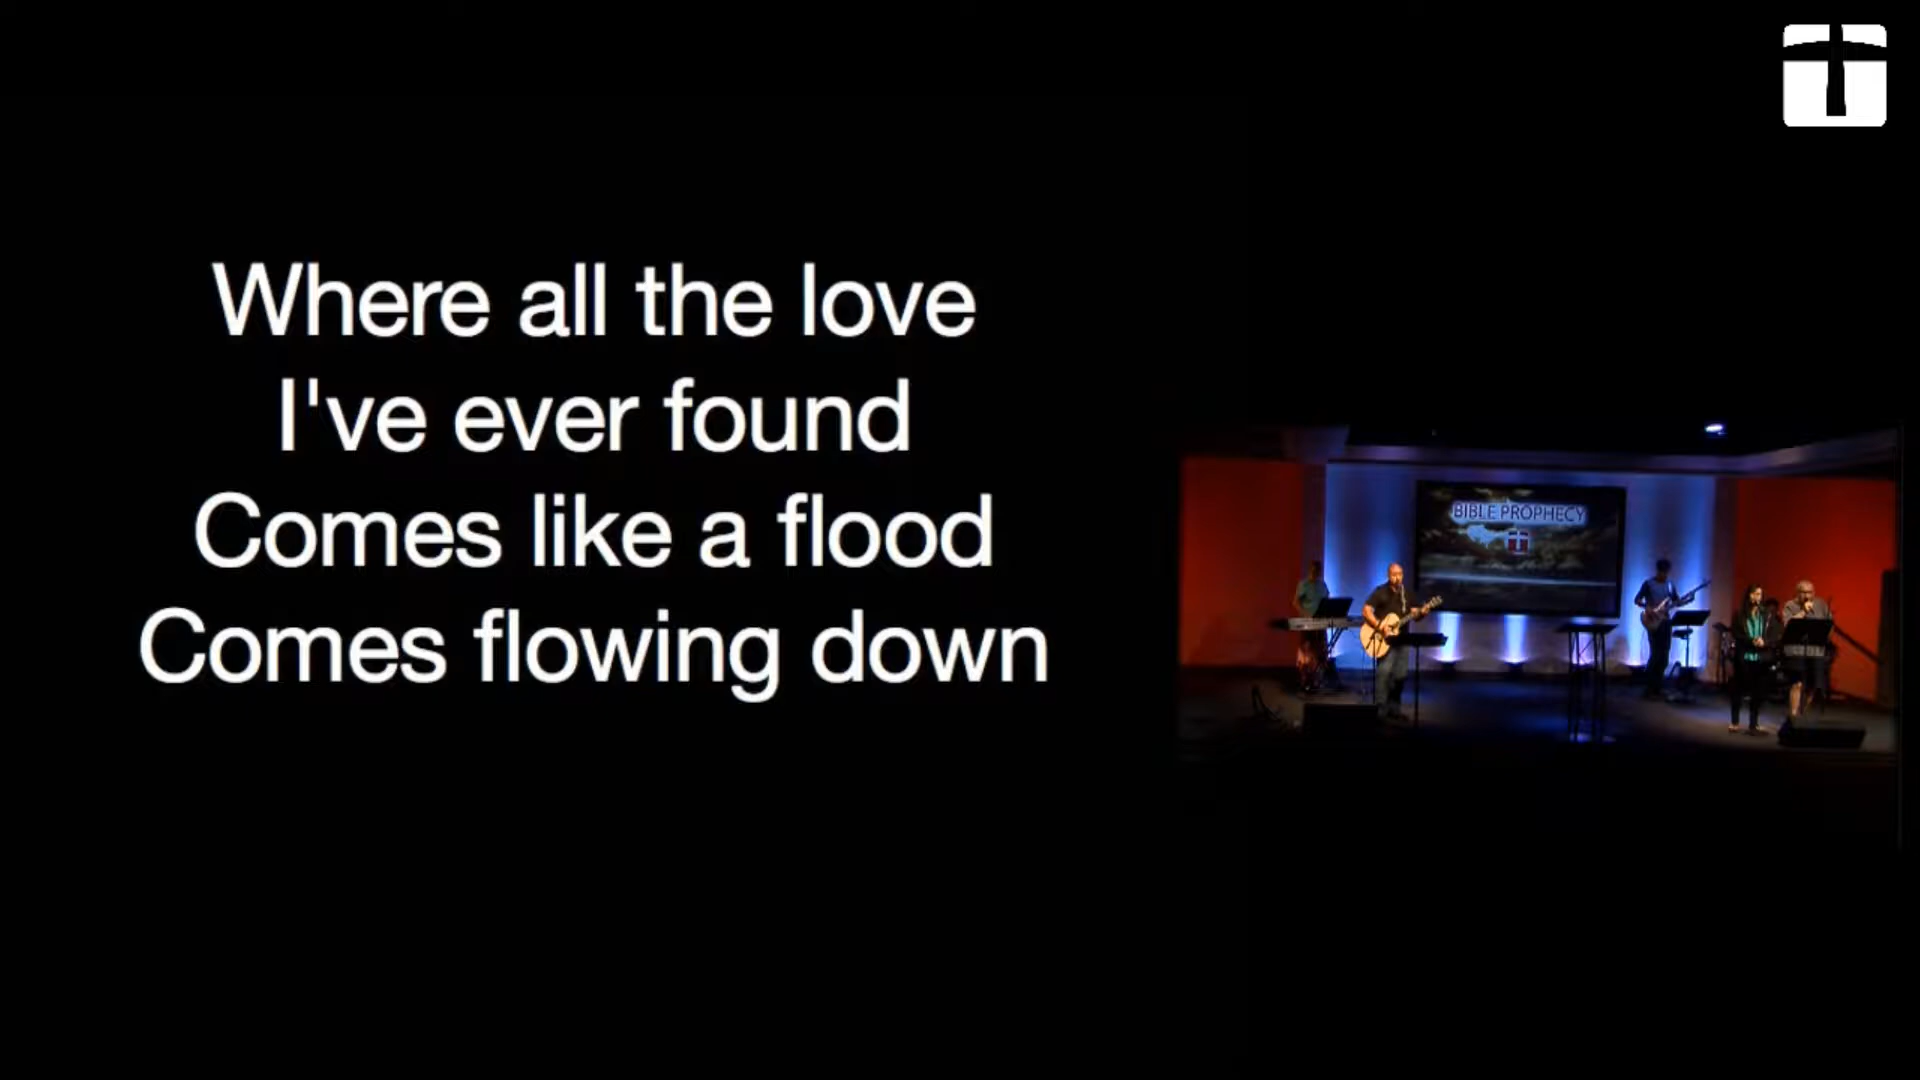 Where all the love
I've ever found
Comes like a flood
Comes flowing down
BIBLE PROPHECY